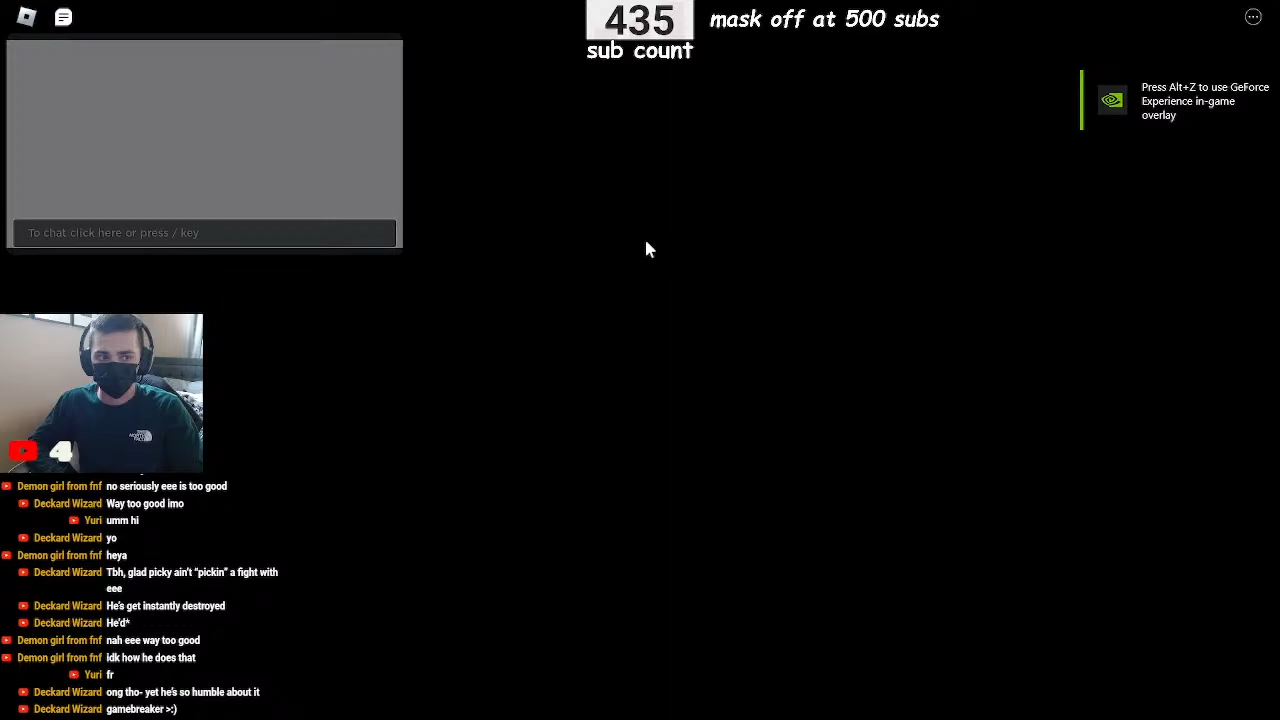 435
mask off at 500 subs
sub count
Press Alt+Z to use GeForce
Experience in-game
overlay
To chat click here or press / key
4
Demon girl from fnf no seriously eee is too good
Deckard Wizard Way too good imo
Yuri umm hi
Deckard Wizard yo
Demon girl from fnf heya
Deckard Wizard Tbh, glad picky ain't “pickin” a fight with
eee
Deckard Wizard He's get instantly destroyed
Deckard Wizard He'd*
Demon girl from fnf nah eee way too good
Demon girl from fnf idk how he does that
Yuri fr
Deckard Wizard ong tho- yet he's so humble about it
Deckard Wizard gamebreaker >:)